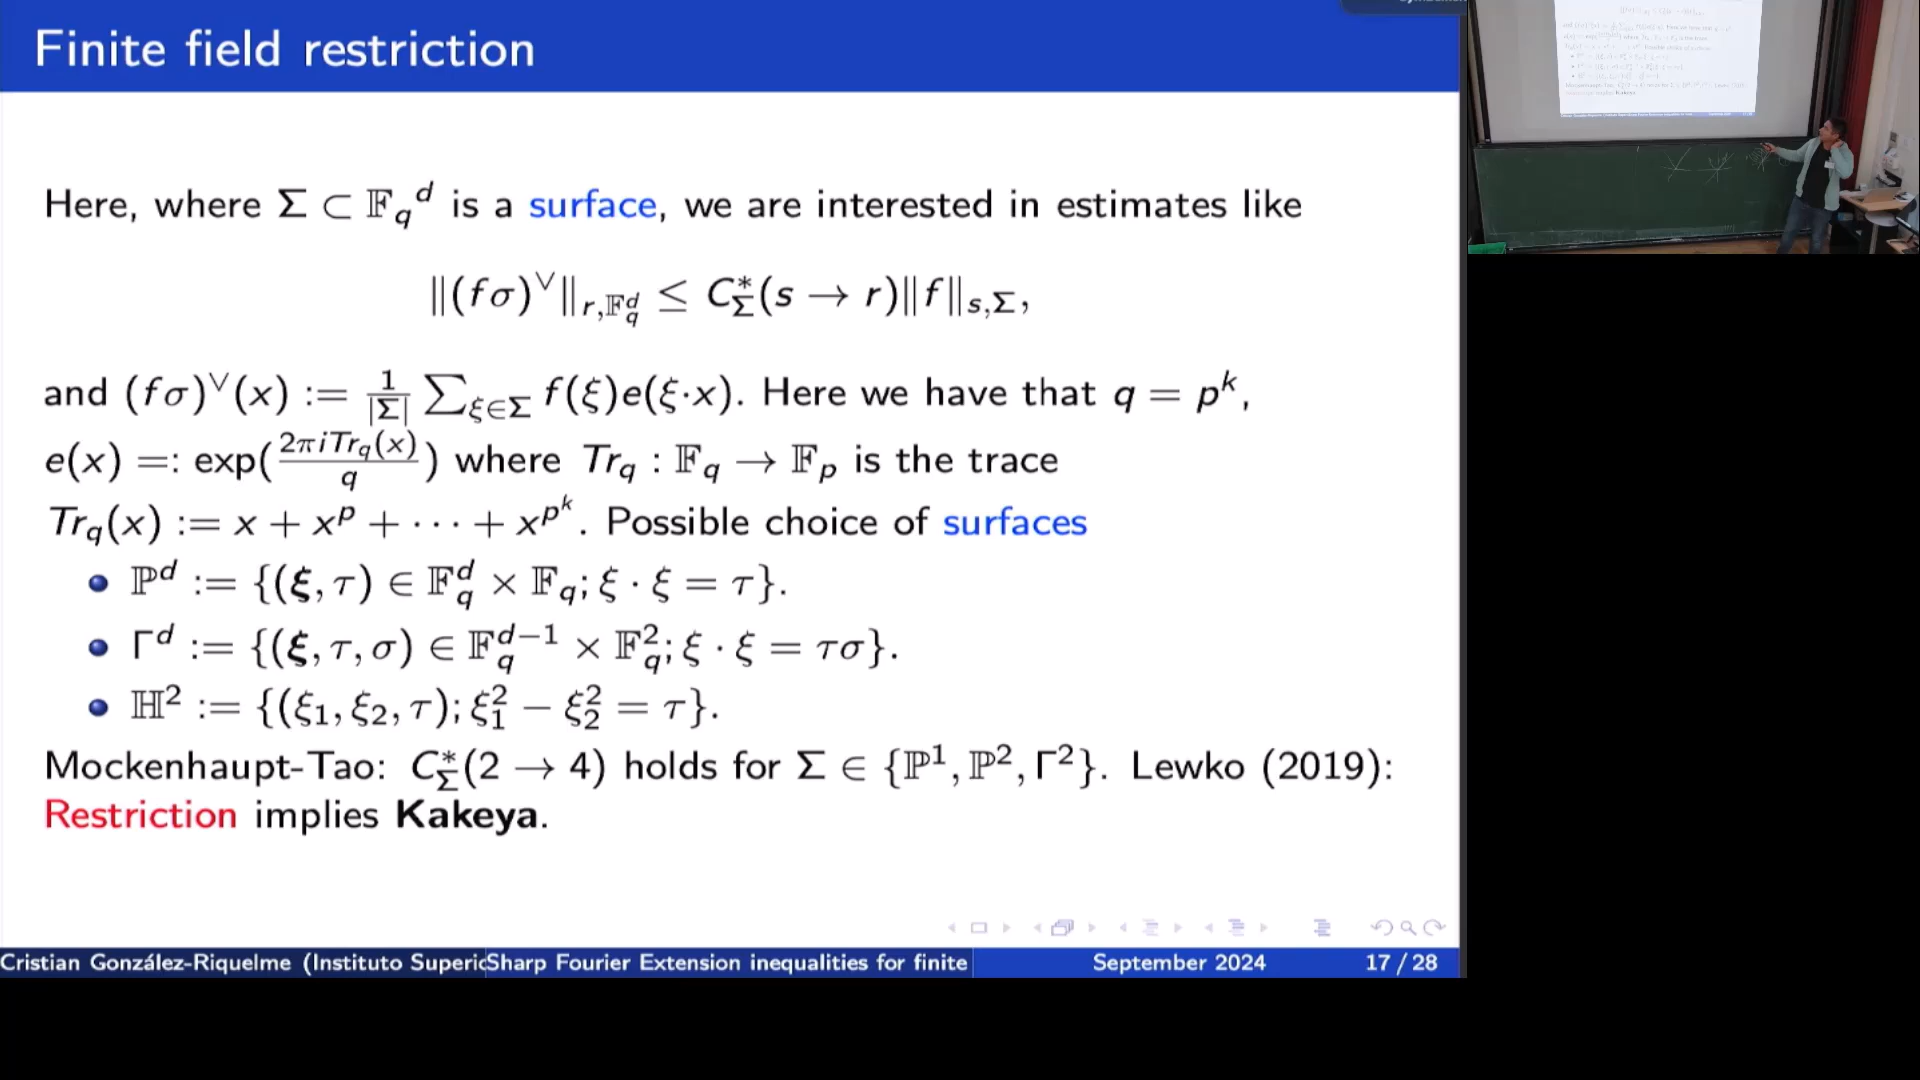 Finite field restriction
Here, where Σ ⊂ 𝔽_q^d is a surface, we are interested in estimates like
‖(fσ)^∨‖_{r,𝔽_q^d} ≤ C*_Σ(s → r)‖f‖_{s,Σ},
and (fσ)^∨(x) := 1/|Σ| ∑_{ξ∈Σ} f(ξ)e(ξ·x). Here we have that q = p^k,
e(x) =: exp(2πiTr_q(x)/q) where Tr_q : 𝔽_q → 𝔽_p is the trace
Tr_q(x) := x + x^p + ⋯ + x^{p^k}. Possible choice of surfaces
• ℙ^d := {(ξ, τ) ∈ 𝔽_q^d × 𝔽_q; ξ · ξ = τ}.
• Γ^d := {(ξ, τ, σ) ∈ 𝔽_q^{d−1} × 𝔽_q^2; ξ · ξ = τσ}.
• ℍ^2 := {(ξ_1, ξ_2, τ); ξ_1^2 − ξ_2^2 = τ}.
Mockenhaupt-Tao: C*_Σ(2 → 4) holds for Σ ∈ {ℙ^1, ℙ^2, Γ^2}. Lewko (2019):
Restriction implies Kakeya.
Cristian González-Riquelme (Instituto Superic Sharp Fourier Extension inequalities for finite September 2024 17 / 28